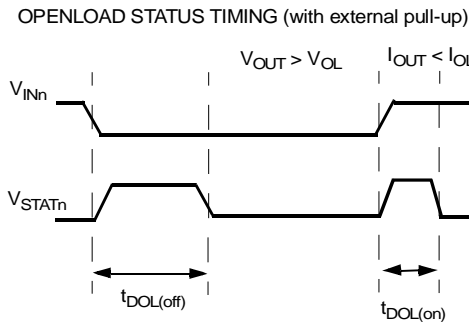 OPENLOAD STATUS TIMING (with external pull-up)
VOUT > VOL
IOUT < IOL
VINn
VSTATn
tDOL(off)
tDOL(on)